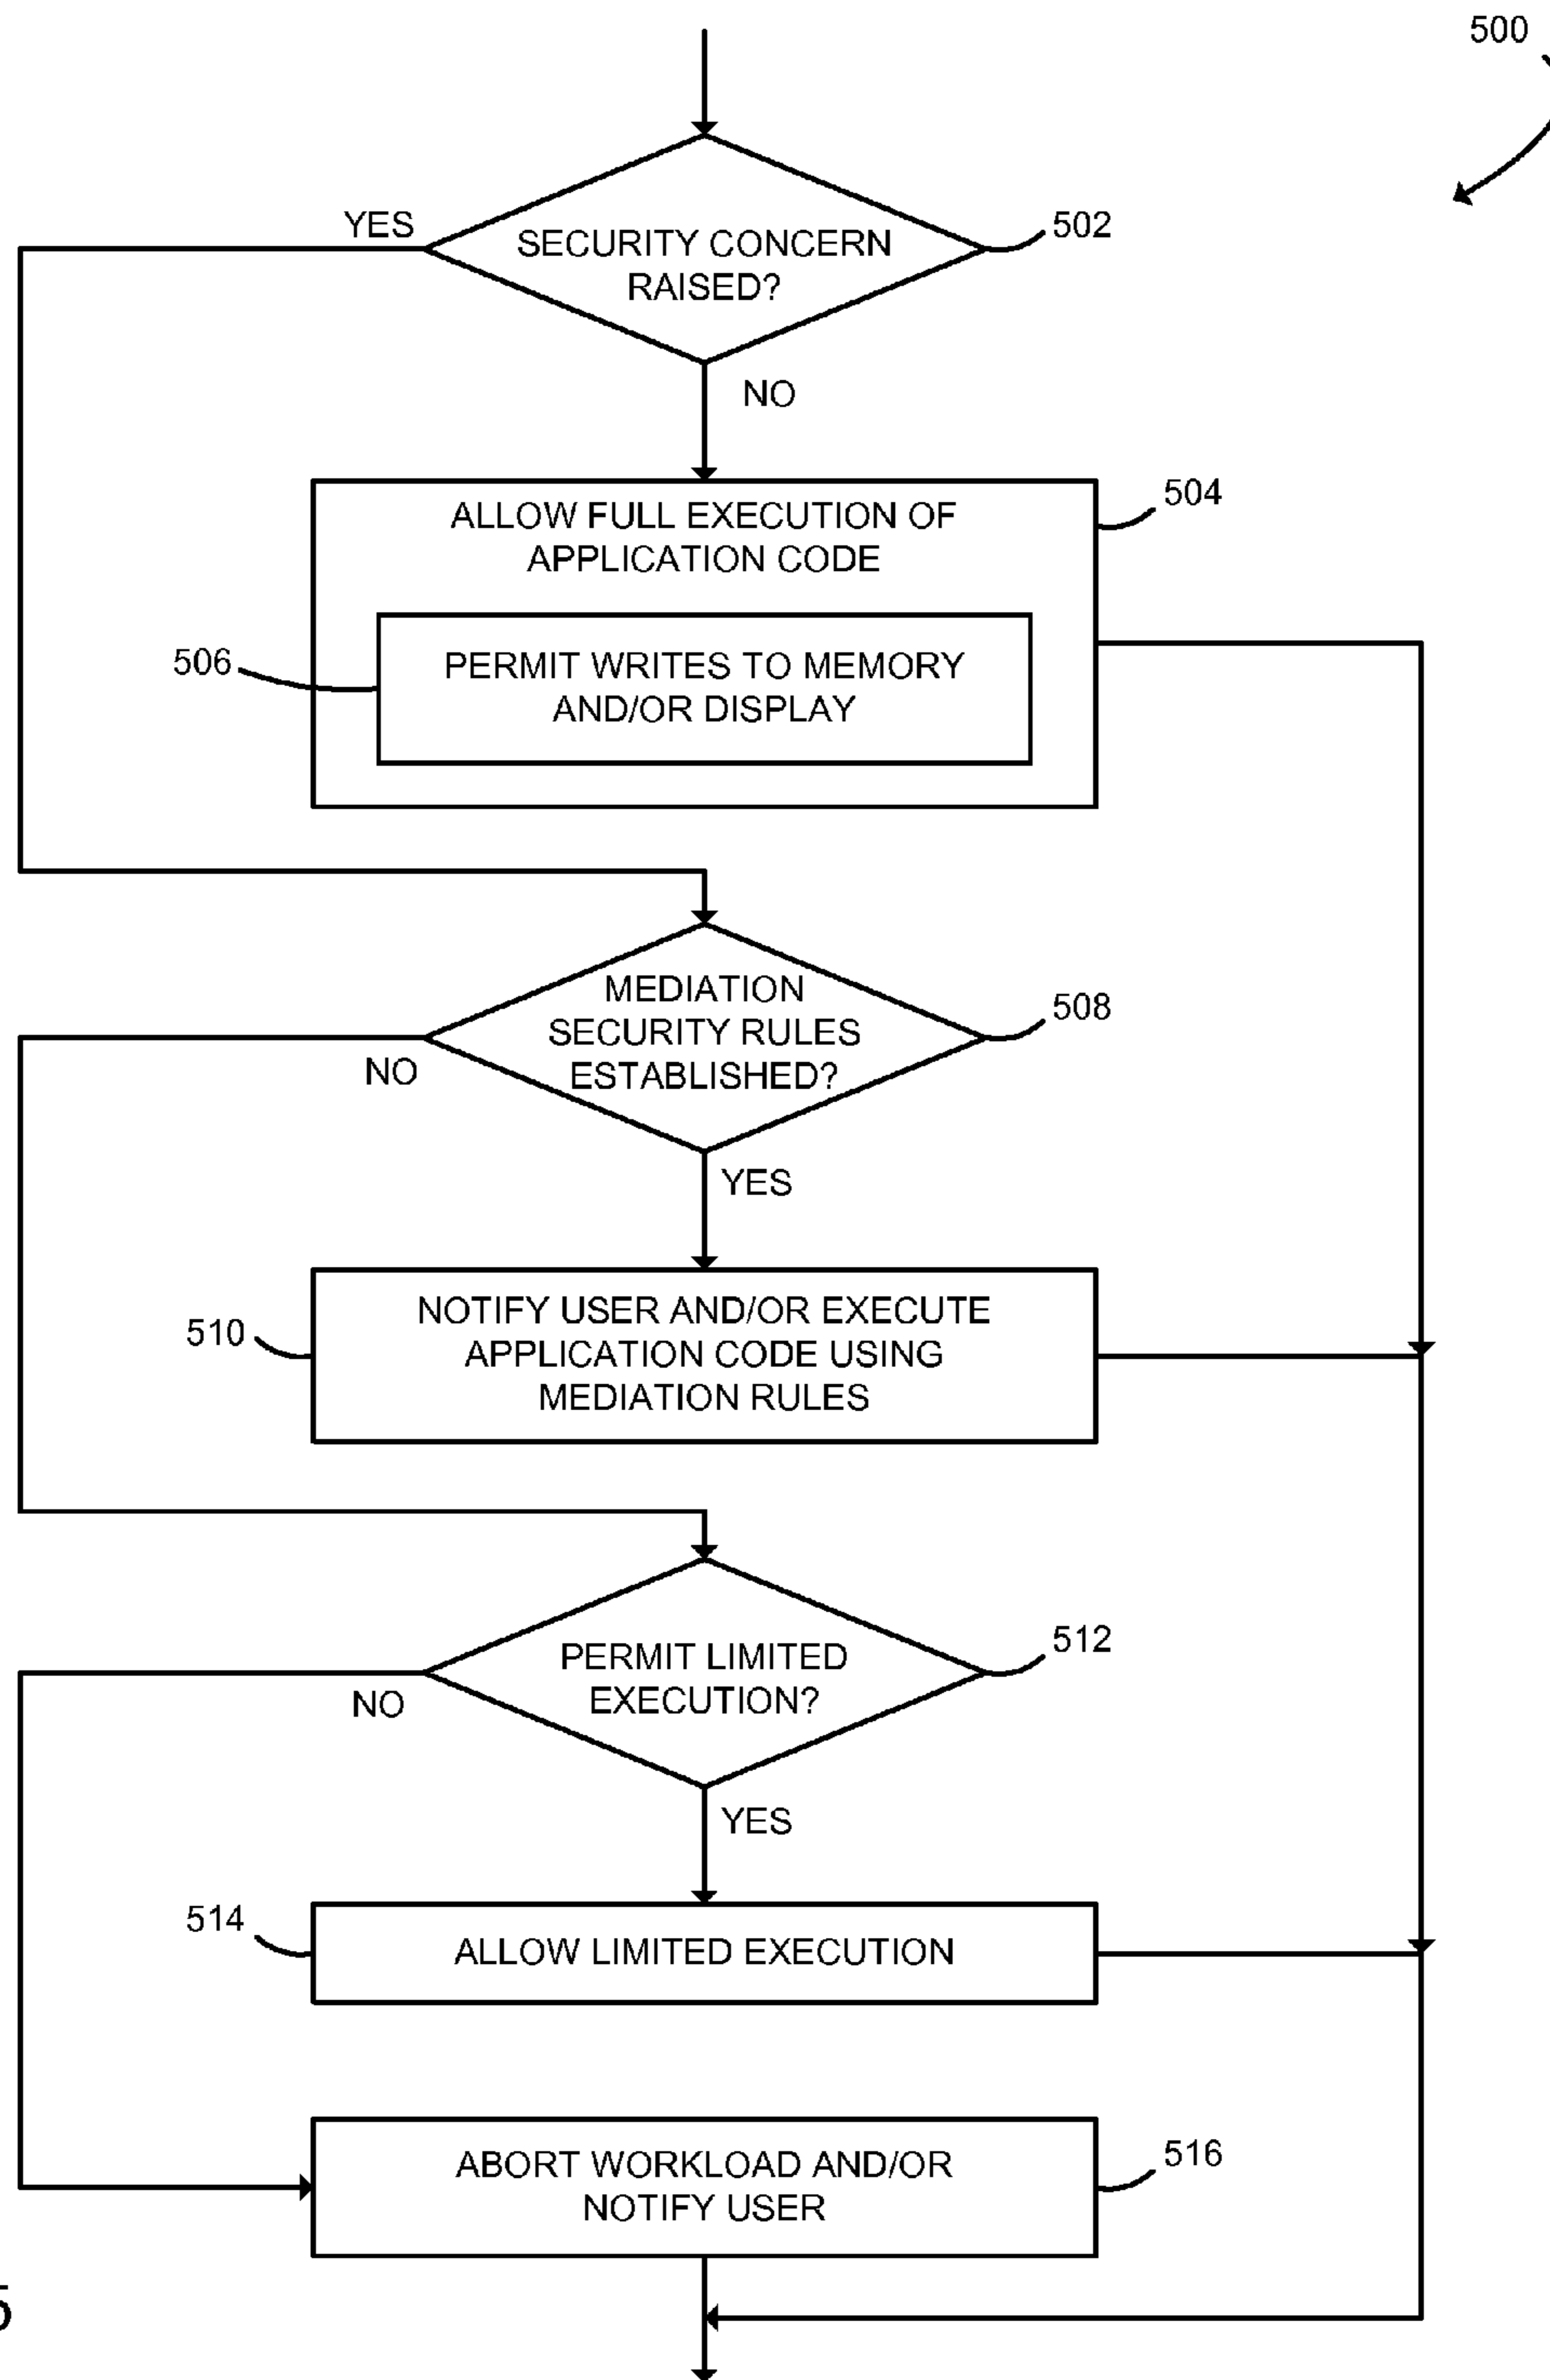 500
YES
SECURITY CONCERN
RAISED?
502
NO
ALLOW FULL EXECUTION OF
APPLICATION CODE
504
506
PERMIT WRITES TO MEMORY
AND/OR DISPLAY
MEDIATION
SECURITY RULES
ESTABLISHED?
508
NO
YES
NOTIFY USER AND/OR EXECUTE
APPLICATION CODE USING
MEDIATION RULES
510
PERMIT LIMITED
EXECUTION?
512
NO
YES
514
ALLOW LIMITED EXECUTION
ABORT WORKLOAD AND/OR
NOTIFY USER
516
5